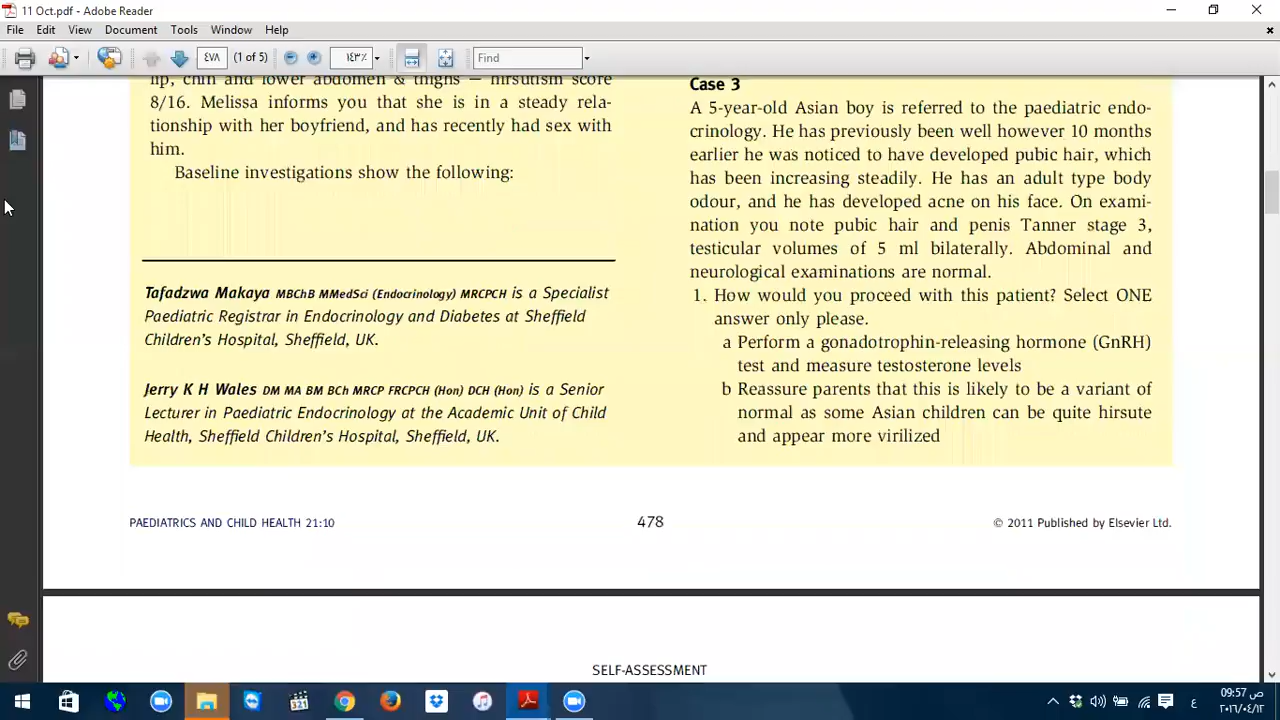 11 Oct.pdf - Adobe Reader
File Edit View Document Tools Window Help
٤٧٨ (1 of 5) ١٤٣٪ Find
lip, chin and lower abdomen & thighs — hirsutism score
8/16. Melissa informs you that she is in a steady rela-
tionship with her boyfriend, and has recently had sex with
him.
Baseline investigations show the following:
Tafadzwa Makaya MBChB MMedSci (Endocrinology) MRCPCH is a Specialist
Paediatric Registrar in Endocrinology and Diabetes at Sheffield
Children's Hospital, Sheffield, UK.
Jerry K H Wales DM MA BM BCh MRCP FRCPCH (Hon) DCH (Hon) is a Senior
Lecturer in Paediatric Endocrinology at the Academic Unit of Child
Health, Sheffield Children's Hospital, Sheffield, UK.
Case 3
A 5-year-old Asian boy is referred to the paediatric endo-
crinology. He has previously been well however 10 months
earlier he was noticed to have developed pubic hair, which
has been increasing steadily. He has an adult type body
odour, and he has developed acne on his face. On exami-
nation you note pubic hair and penis Tanner stage 3,
testicular volumes of 5 ml bilaterally. Abdominal and
neurological examinations are normal.
1. How would you proceed with this patient? Select ONE
answer only please.
a Perform a gonadotrophin-releasing hormone (GnRH)
test and measure testosterone levels
b Reassure parents that this is likely to be a variant of
normal as some Asian children can be quite hirsute
and appear more virilized
PAEDIATRICS AND CHILD HEALTH 21:10
478
© 2011 Published by Elsevier Ltd.
SELF-ASSESSMENT
321
ع
09:57 ص
٢٠١٦/٠٤/١٢